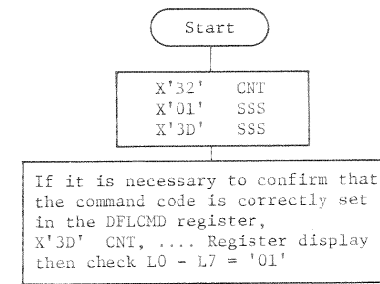 Start
X'32' CNT
X'01' SSS
X'3D' SSS
If it is necessary to confirm that
the command code is correctly set
in the DFLCMD register,
X'3D' CNT, .... Register display
then check L0 - L7 = '01'